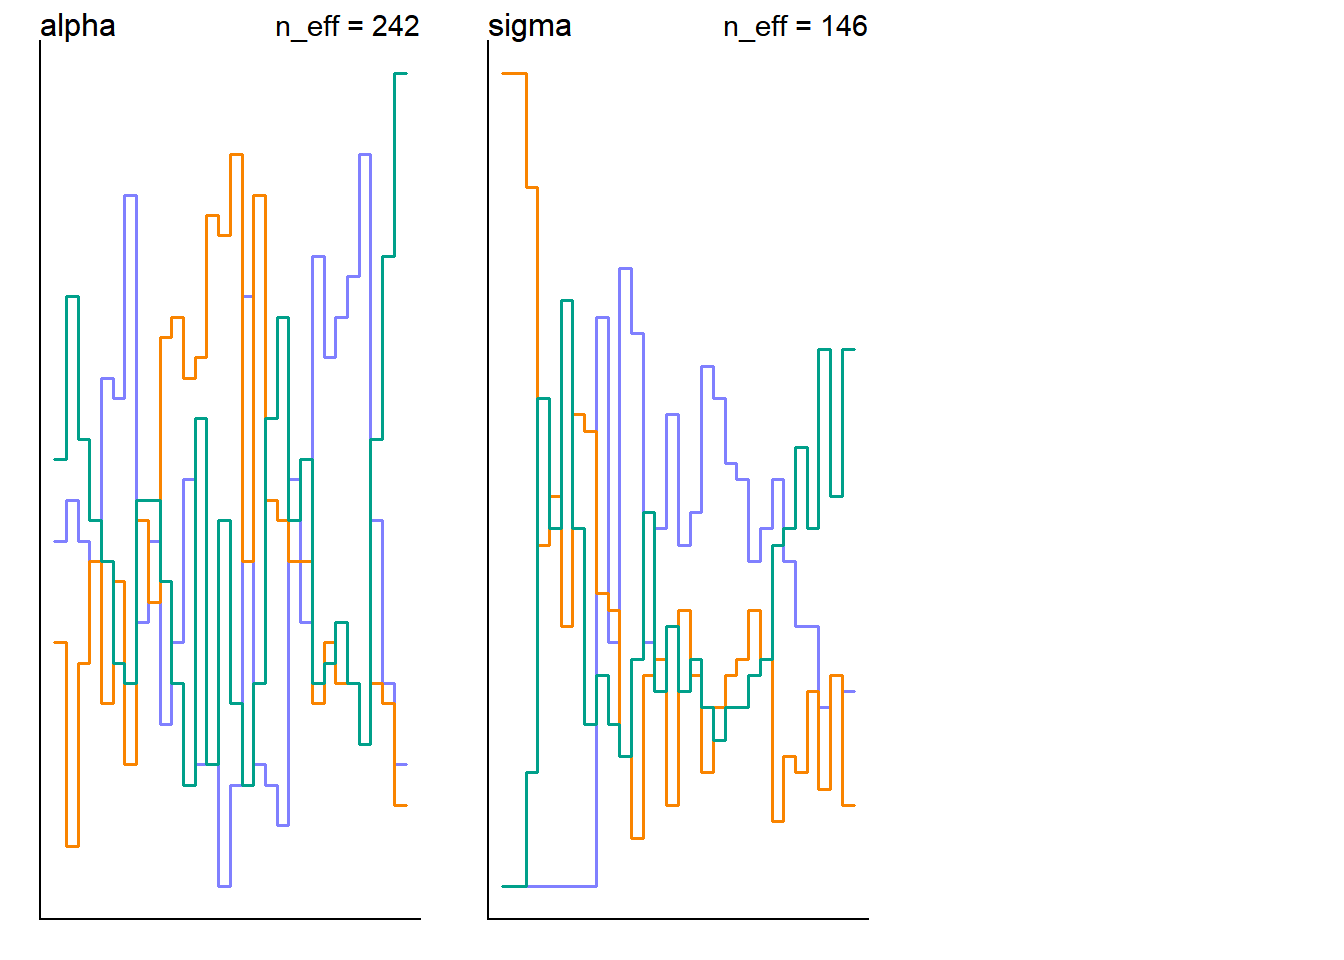 alpha n_eff = 242
sigma n_eff = 146